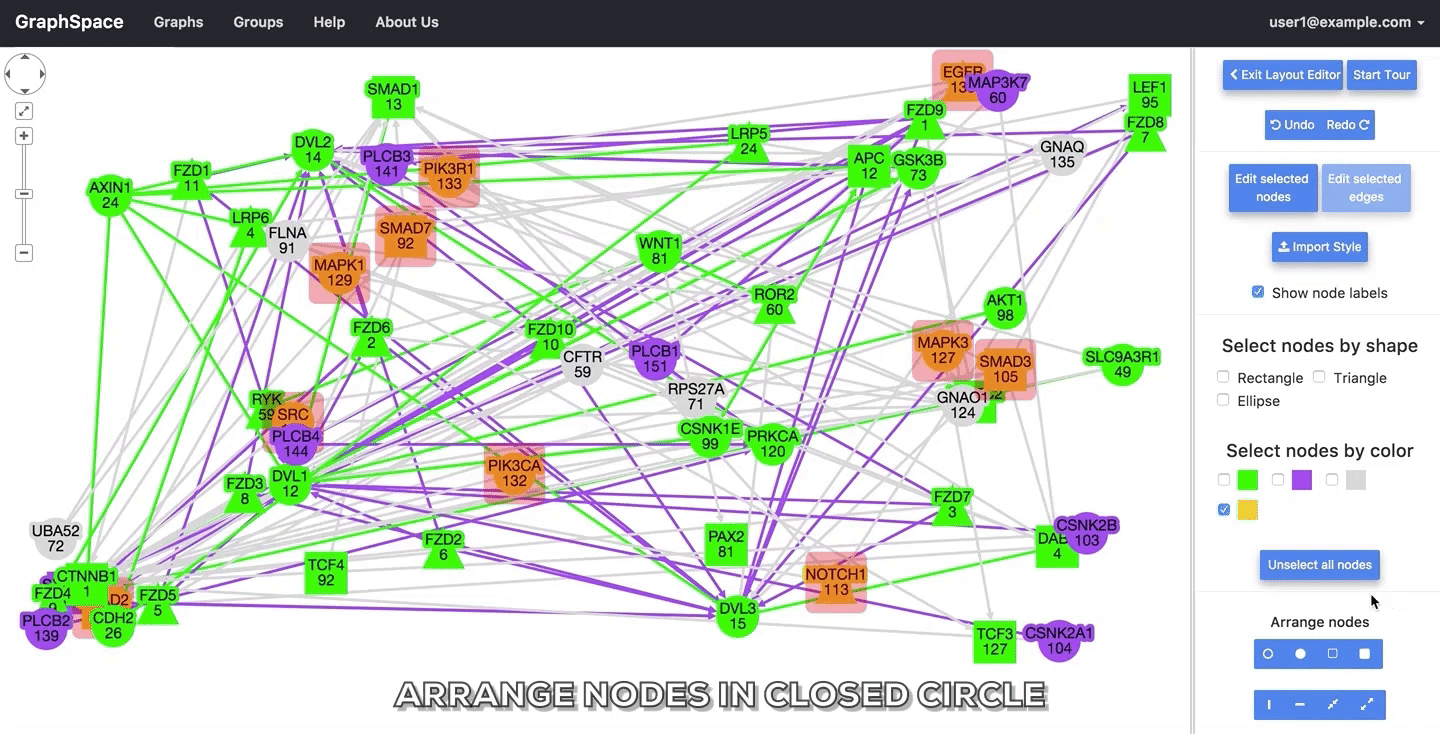 GraphSpace Graphs Groups Help About Us user1@example.com
Exit Layout Editor Start Tour
Undo Redo
Edit selected nodes
Edit selected edges
Import Style
Show node labels
Select nodes by shape
Rectangle Triangle
Ellipse
Select nodes by color
Unselect all nodes
Arrange nodes
SMAD1
13
EGFR
MAP3K7
60
LEF1
95
FZD9
1
FZD8
7
LRP5
24
DVL2
14
PLCB3
141
PIK3R1
133
APC
12
GSK3B
73
GNAQ
135
FZD1
11
AXIN1
24
LRP6
4
FLNA
91
SMAD7
92
WNT1
81
MAPK1
129
ROR2
60
AKT1
98
FZD6
2
FZD10
10
CFTR
59
PLCB1
151
MAPK3
127
SMAD3
105
SLC9A3R1
49
RPS27A
71
GNAO1
124
RYK
59
SRC
PLCB4
144
CSNK1E
99
PRKCA
120
PIK3CA
132
FZD3
8
DVL1
12
FZD7
3
UBA52
72
FZD2
6
PAX2
81
CSNK2B
103
4
TCF4
92
NOTCH1
113
CTNNB1
1
FZD4
FZD5
5
PLCB2
139
CDH2
26
DVL3
15
TCF3
127
CSNK2A1
104
ARRANGE NODES IN CLOSED CIRCLE